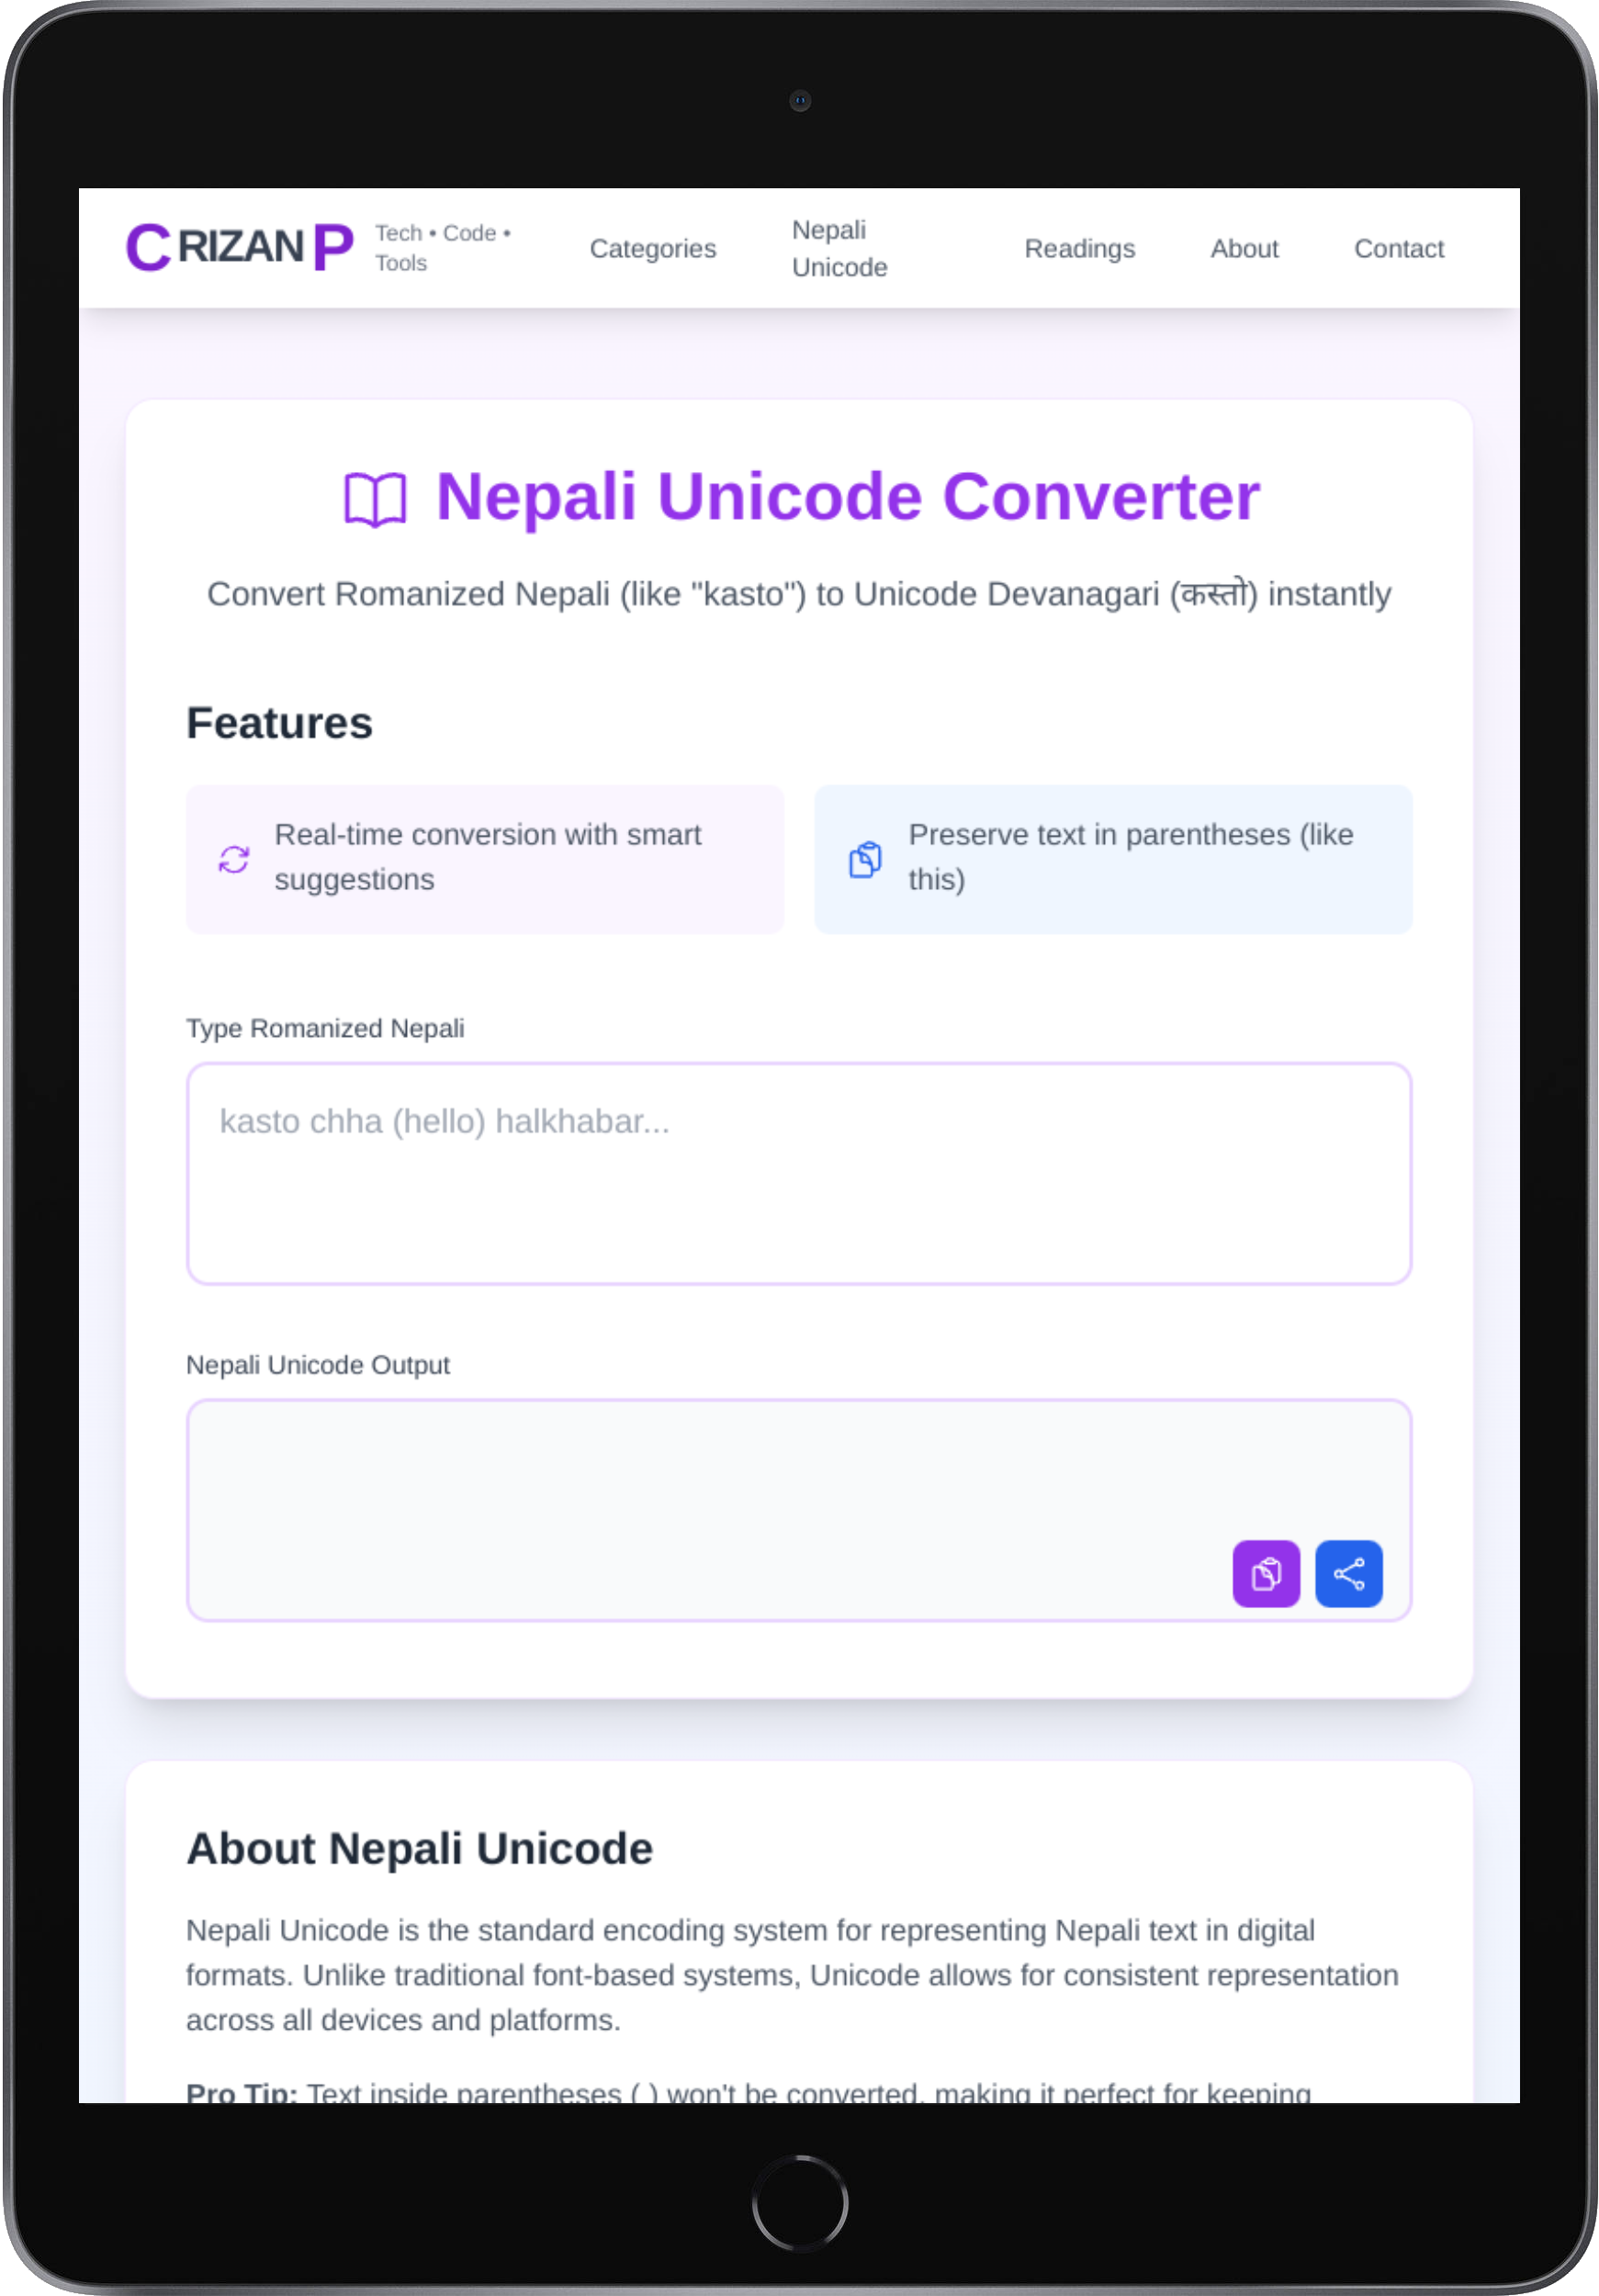 CRIZAN P
Tech • Code •
Tools
Categories
Nepali
Unicode
Readings
About
Contact
Nepali Unicode Converter
Convert Romanized Nepali (like "kasto") to Unicode Devanagari (कस्तो) instantly
Features
Real-time conversion with smart
suggestions
Preserve text in parentheses (like
this)
Type Romanized Nepali
kasto chha (hello) halkhabar...
Nepali Unicode Output
About Nepali Unicode
Nepali Unicode is the standard encoding system for representing Nepali text in digital
formats. Unlike traditional font-based systems, Unicode allows for consistent representation
across all devices and platforms.
Pro Tip: Text inside parentheses ( ) won't be converted, making it perfect for keeping